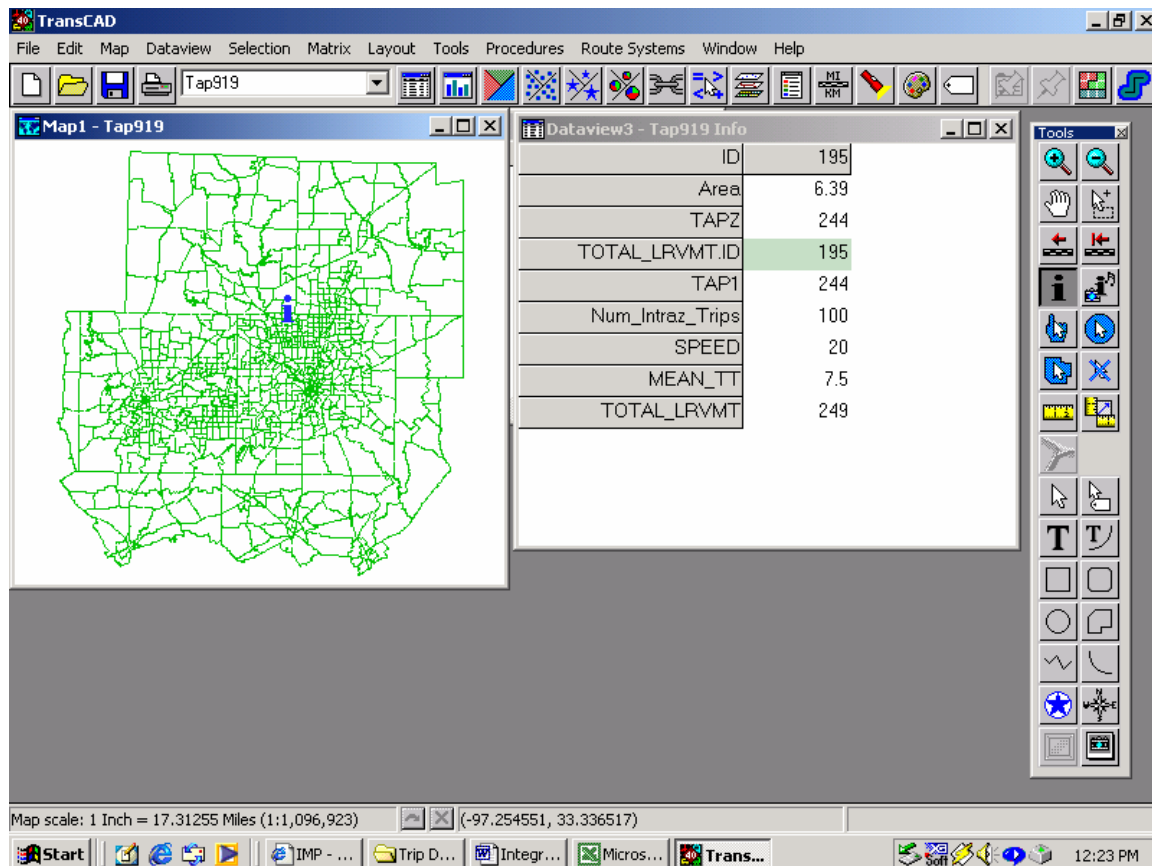 TransCAD
File Edit Map Dataview Selection Matrix Layout Tools Procedures Route Systems Window Help
Tap919
MI
KM
Map1 - Tap919
Dataview3 - Tap919 Info
Tools
ID 195
Area 6.39
TAPZ 244
TOTAL_LRVMT.ID 195
TAP1 244
Num_Intraz_Trips 100
SPEED 20
MEAN_TT 7.5
TOTAL_LRVMT 249
Map scale: 1 Inch = 17.31255 Miles (1:1,096,923) (-97.254551, 33.336517)
Start IMP - ... Trip D... Integr... Micros... Trans... 12:23 PM